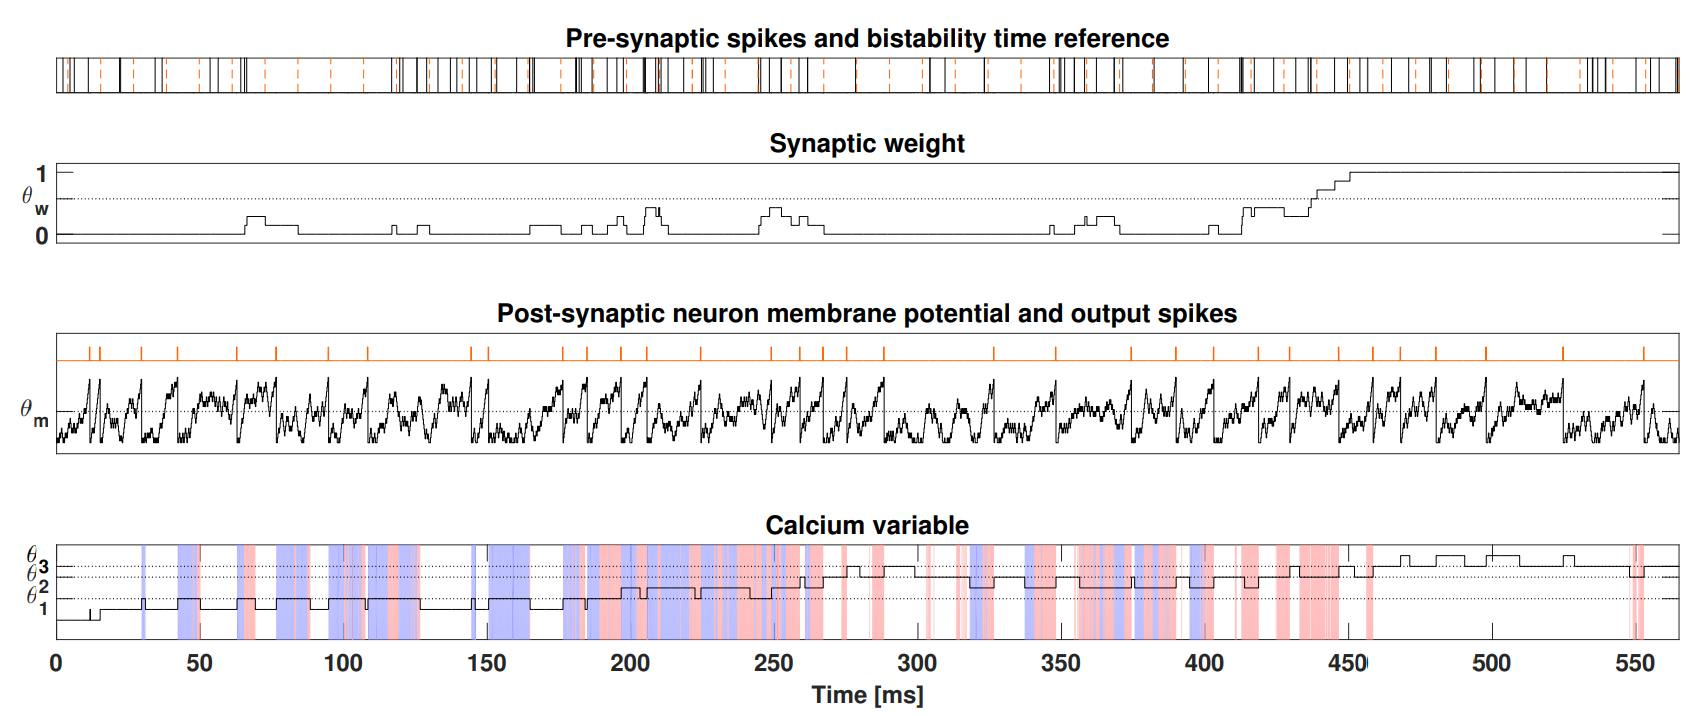 Pre-synaptic spikes and bistability time reference
Synaptic weight
1
θw
0
Post-synaptic neuron membrane potential and output spikes
θm
Calcium variable
θ3
θ2
θ1
0 50 100 150 200 250 300 350 400 450 500 550
Time [ms]